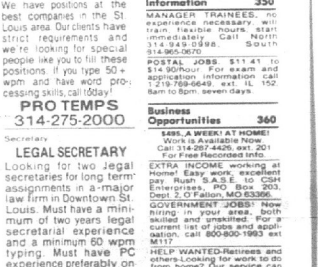 We have positions at the
best companies in the St.
Louis area. Our clients have
strict requirements and
we're looking for special
people like you to fill these
positions. If you type 50+
wpm and have word pro-
cessing skills, call today!
PRO TEMPS
314-275-2000
Secretary
LEGAL SECRETARY
Looking for two legal
secretaries for long term
assignments in a major
law firm in Downtown St.
Louis. Must have a mini-
mum of two years legal
secretarial experience
and a minimum 60 wpm
typing. Must have PC
experience preferably on
Information 350
MANAGER TRAINEES, no
experience necessary, will
train, flexible hours, start
immediately. Call North
314-949-0898, South
314-965-0670
POSTAL JOBS. $11.41 to
$14.90/hour. For exam and
application information call
1-219-769-6649, ext. IL 152,
8am to 8pm, seven days.
Business
Opportunities 360
$495. A WEEK! AT HOME!
Work is Available Now
Call 314-287-4426, ext. 201
For Free Recorded Info.
EXTRA INCOME working at
Home! Easy work, excellent
pay. Rush S.A.S.E. to CSH
Enterprises, PO Box 203,
Dept. 2, O'Fallon, MO 63366.
GOVERNMENT JOBS! Now
hiring in your area, both
skilled and unskilled. For a
current list of jobs and appli-
cation, call 800-800-1993 ext
M117
HELP WANTED-Retirees and
others-Looking for work to do
from home? Our service can